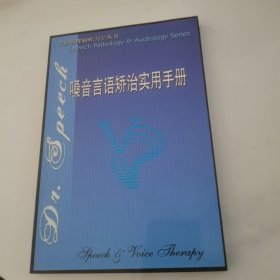 Speech Pathology & Audiology Series
嗓音言语矫治实用手册
Dr. Speech
Speech & Voice Therapy